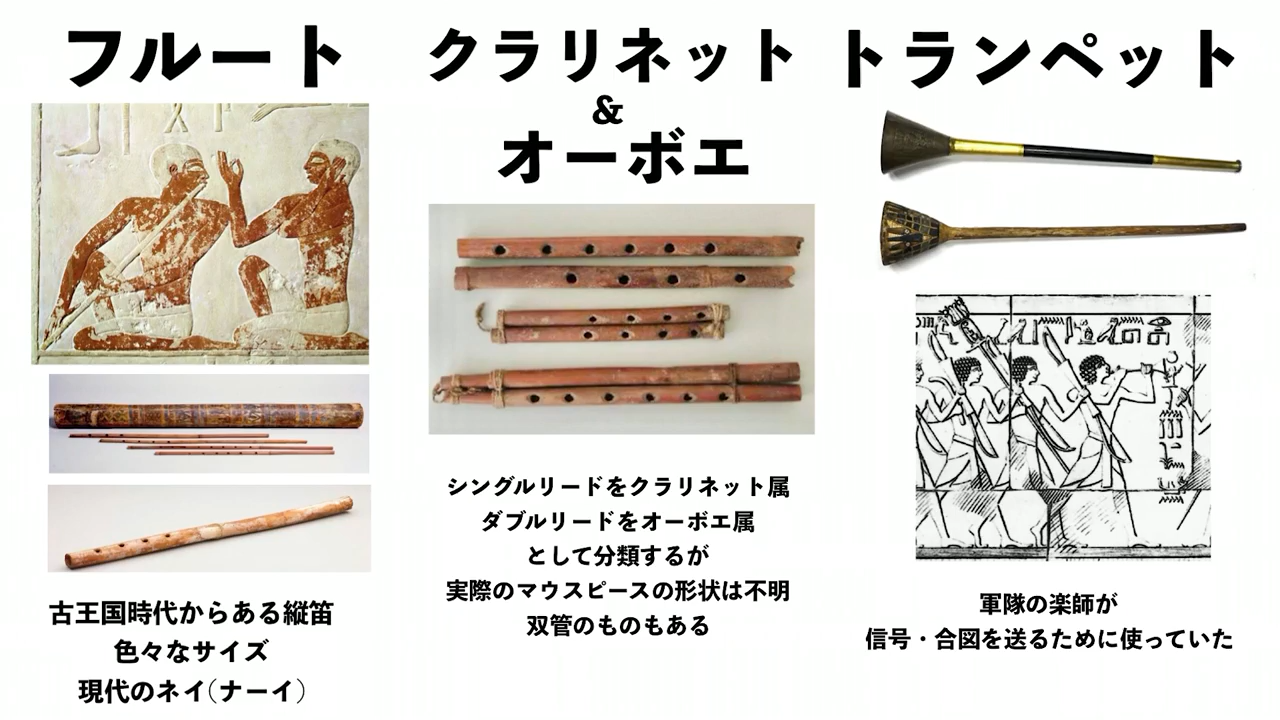 フルート
古王国時代からある縦笛
色々なサイズ
現代のネイ(ナーイ)
クラリネット
&
オーボエ
シングルリードをクラリネット属
ダブルリードをオーボエ属
として分類するが
実際のマウスピースの形状は不明
双管のものもある
トランペット
軍隊の楽師が
信号・合図を送るために使っていた